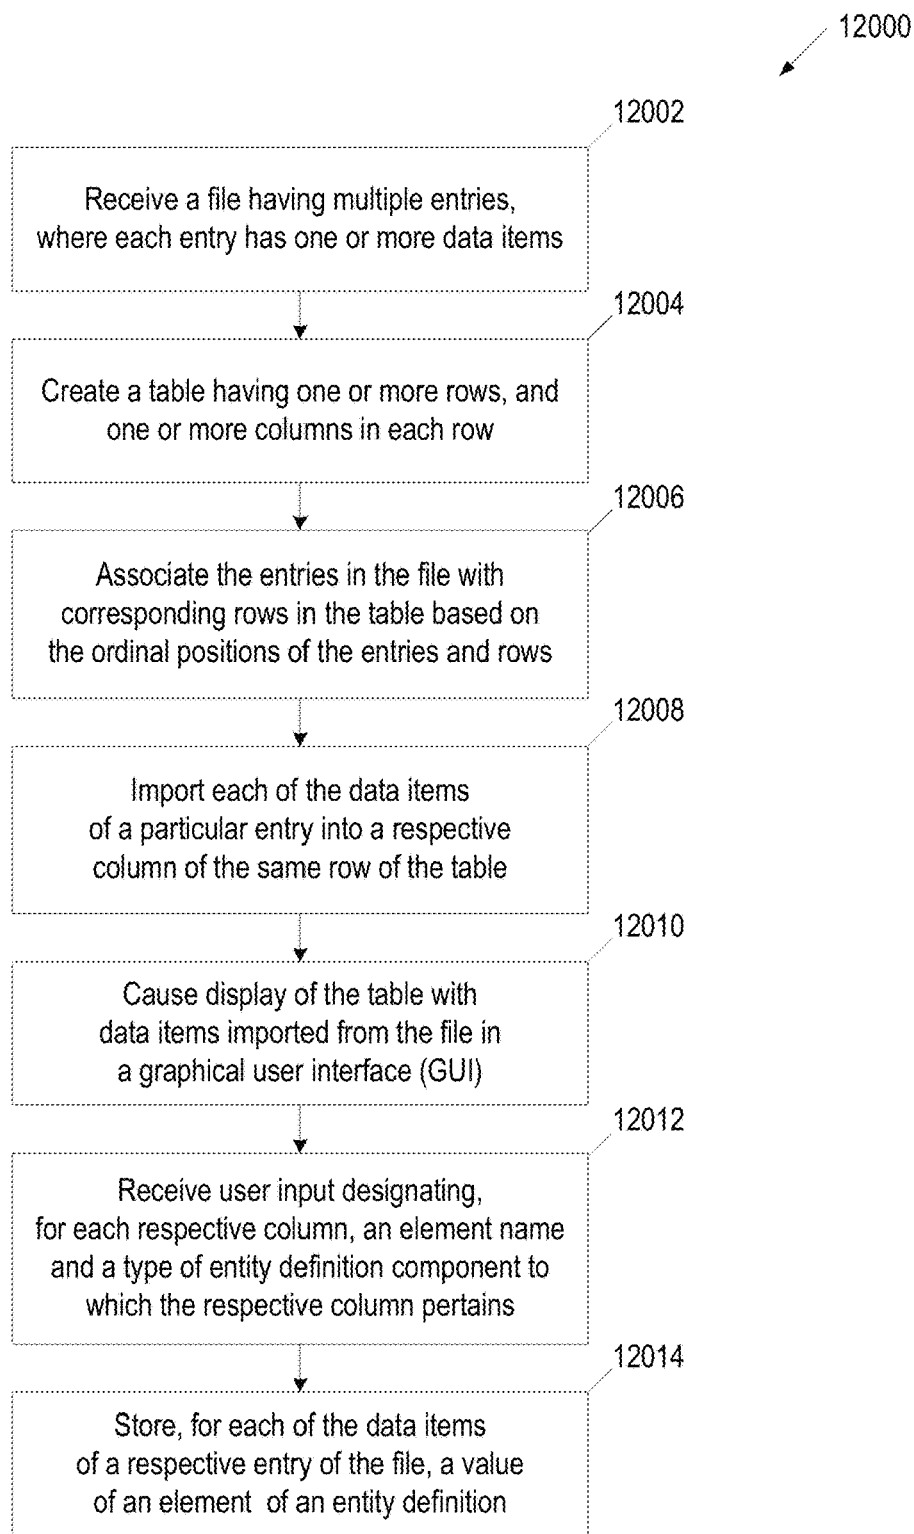 12000
12002
Receive a file having multiple entries,
where each entry has one or more data items
12004
Create a table having one or more rows, and
one or more columns in each row
12006
Associate the entries in the file with
corresponding rows in the table based on
the ordinal positions of the entries and rows
12008
Import each of the data items
of a particular entry into a respective
column of the same row of the table
12010
Cause display of the table with
data items imported from the file in
a graphical user interface (GUI)
12012
Receive user input designating,
for each respective column, an element name
and a type of entity definition component to
which the respective column pertains
12014
Store, for each of the data items
of a respective entry of the file, a value
of an element of an entity definition